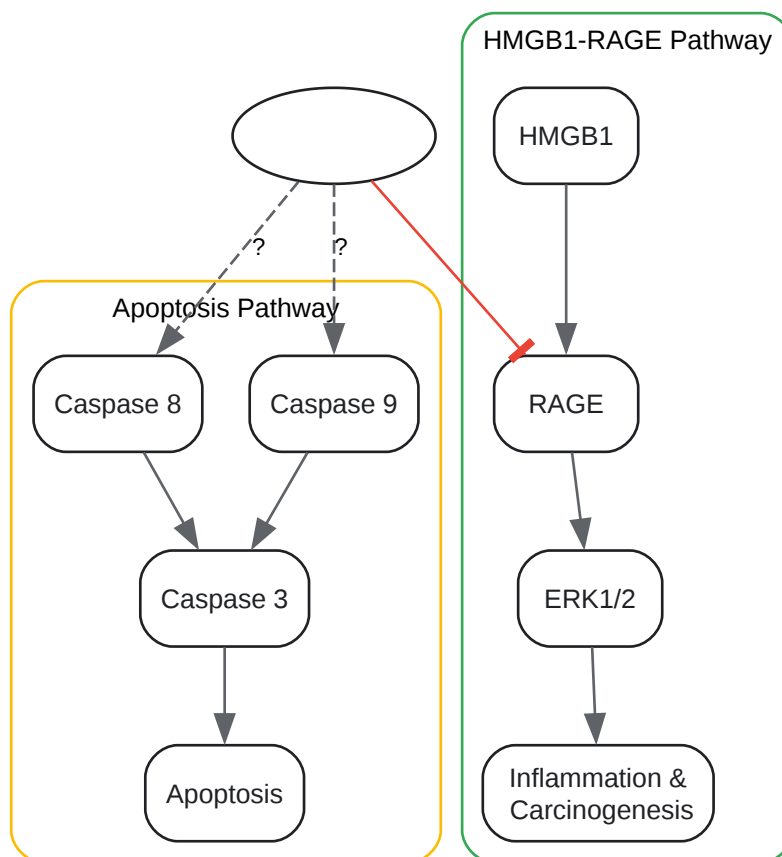 HMGB1-RAGE Pathway
HMGB1
?
?
Apoptosis Pathway
Caspase 8
Caspase 9
RAGE
Caspase 3
ERK1/2
Apoptosis
Inflammation &
Carcinogenesis